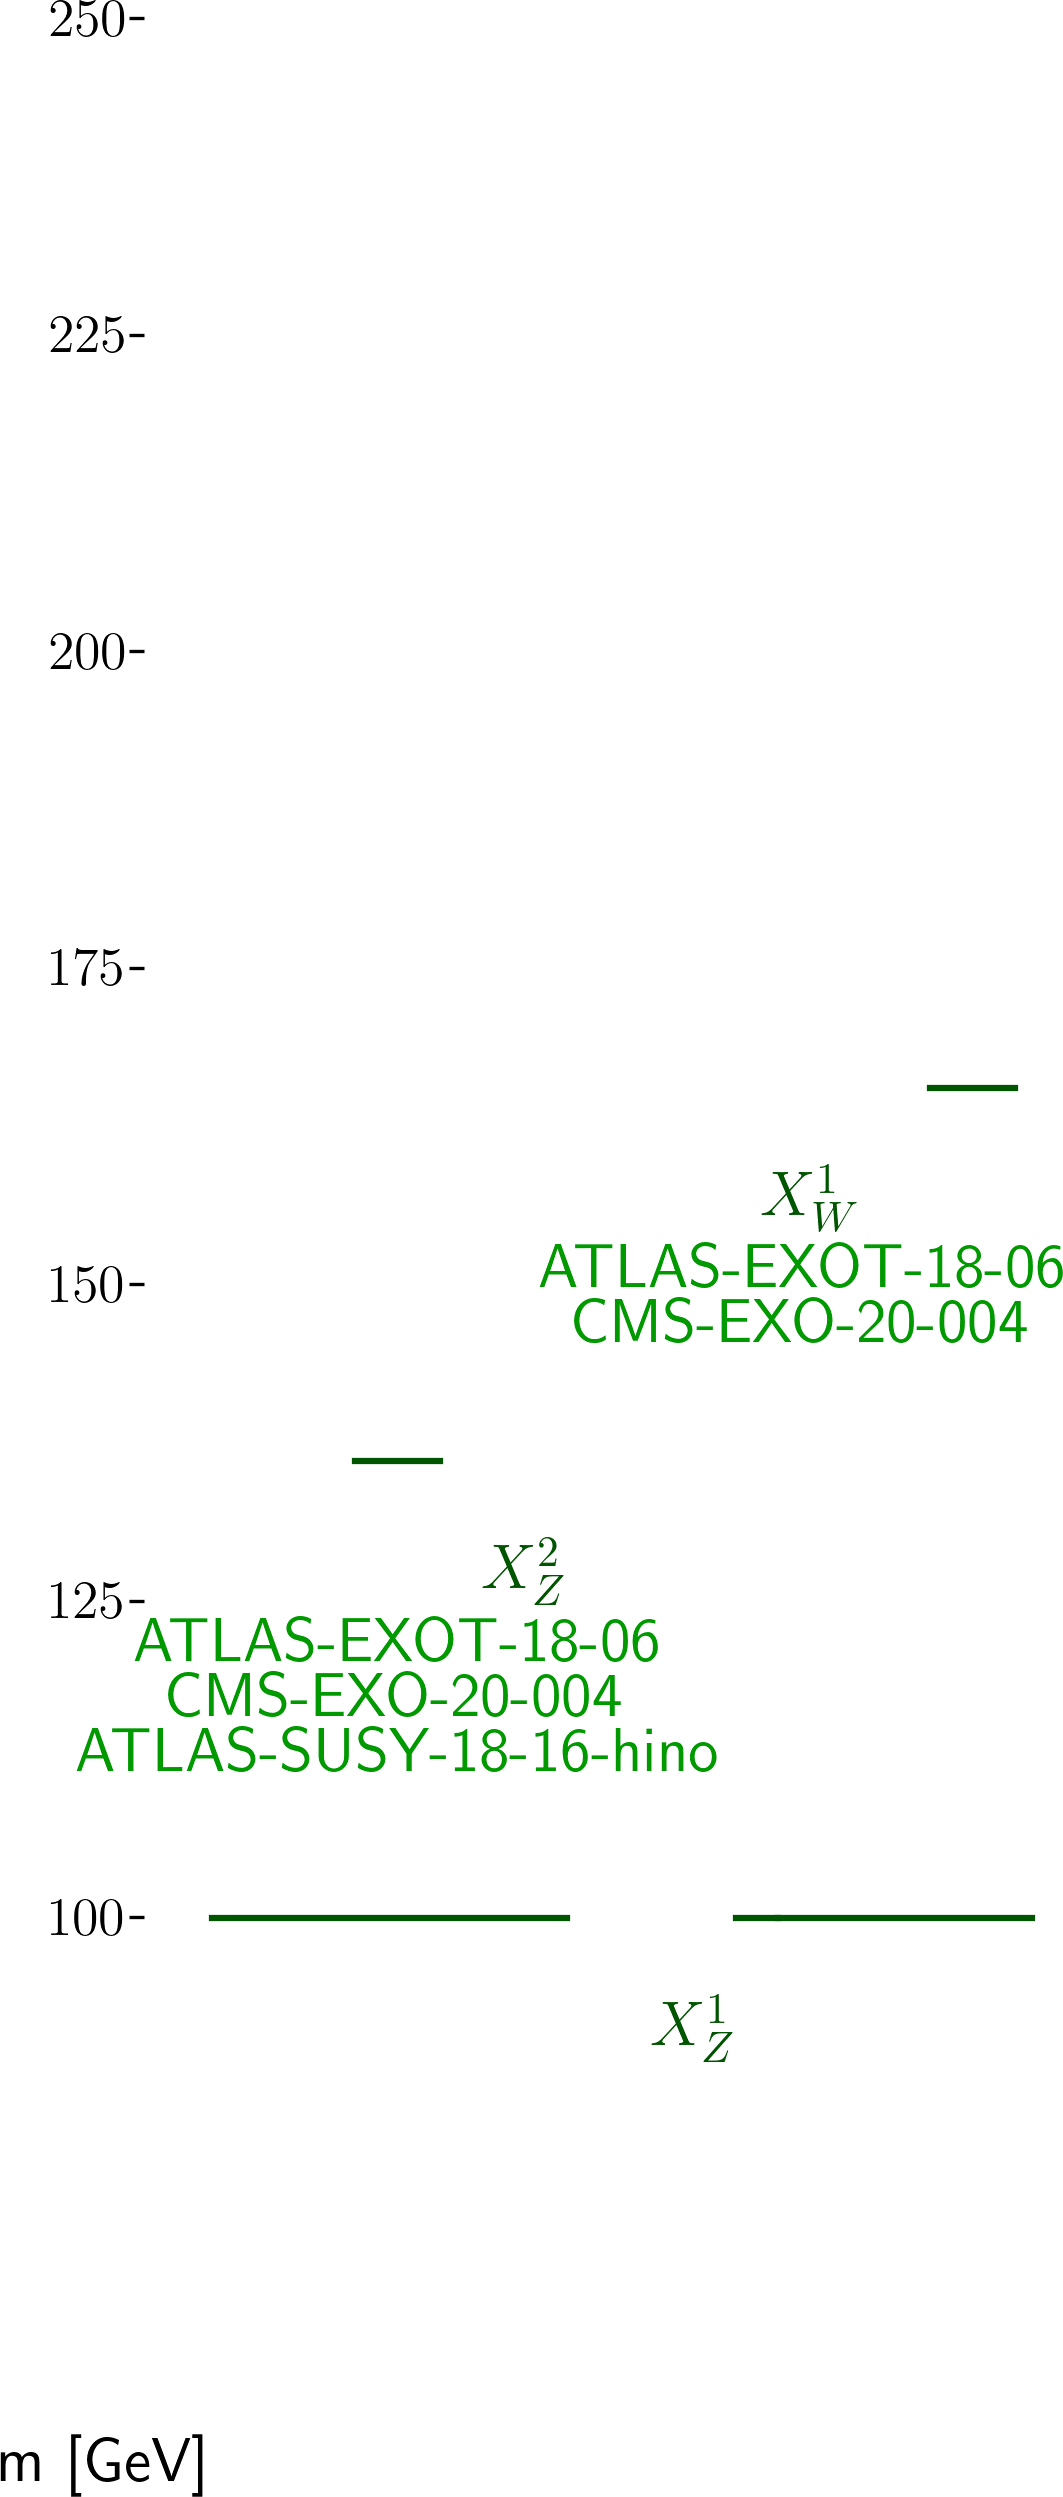 250
225
200
175
X_W^1
150
ATLAS-EXOT-18-06
CMS-EXO-20-004
X_Z^2
125
ATLAS-EXOT-18-06
CMS-EXO-20-004
ATLAS-SUSY-18-16-hino
100
X_Z^1
m [GeV]